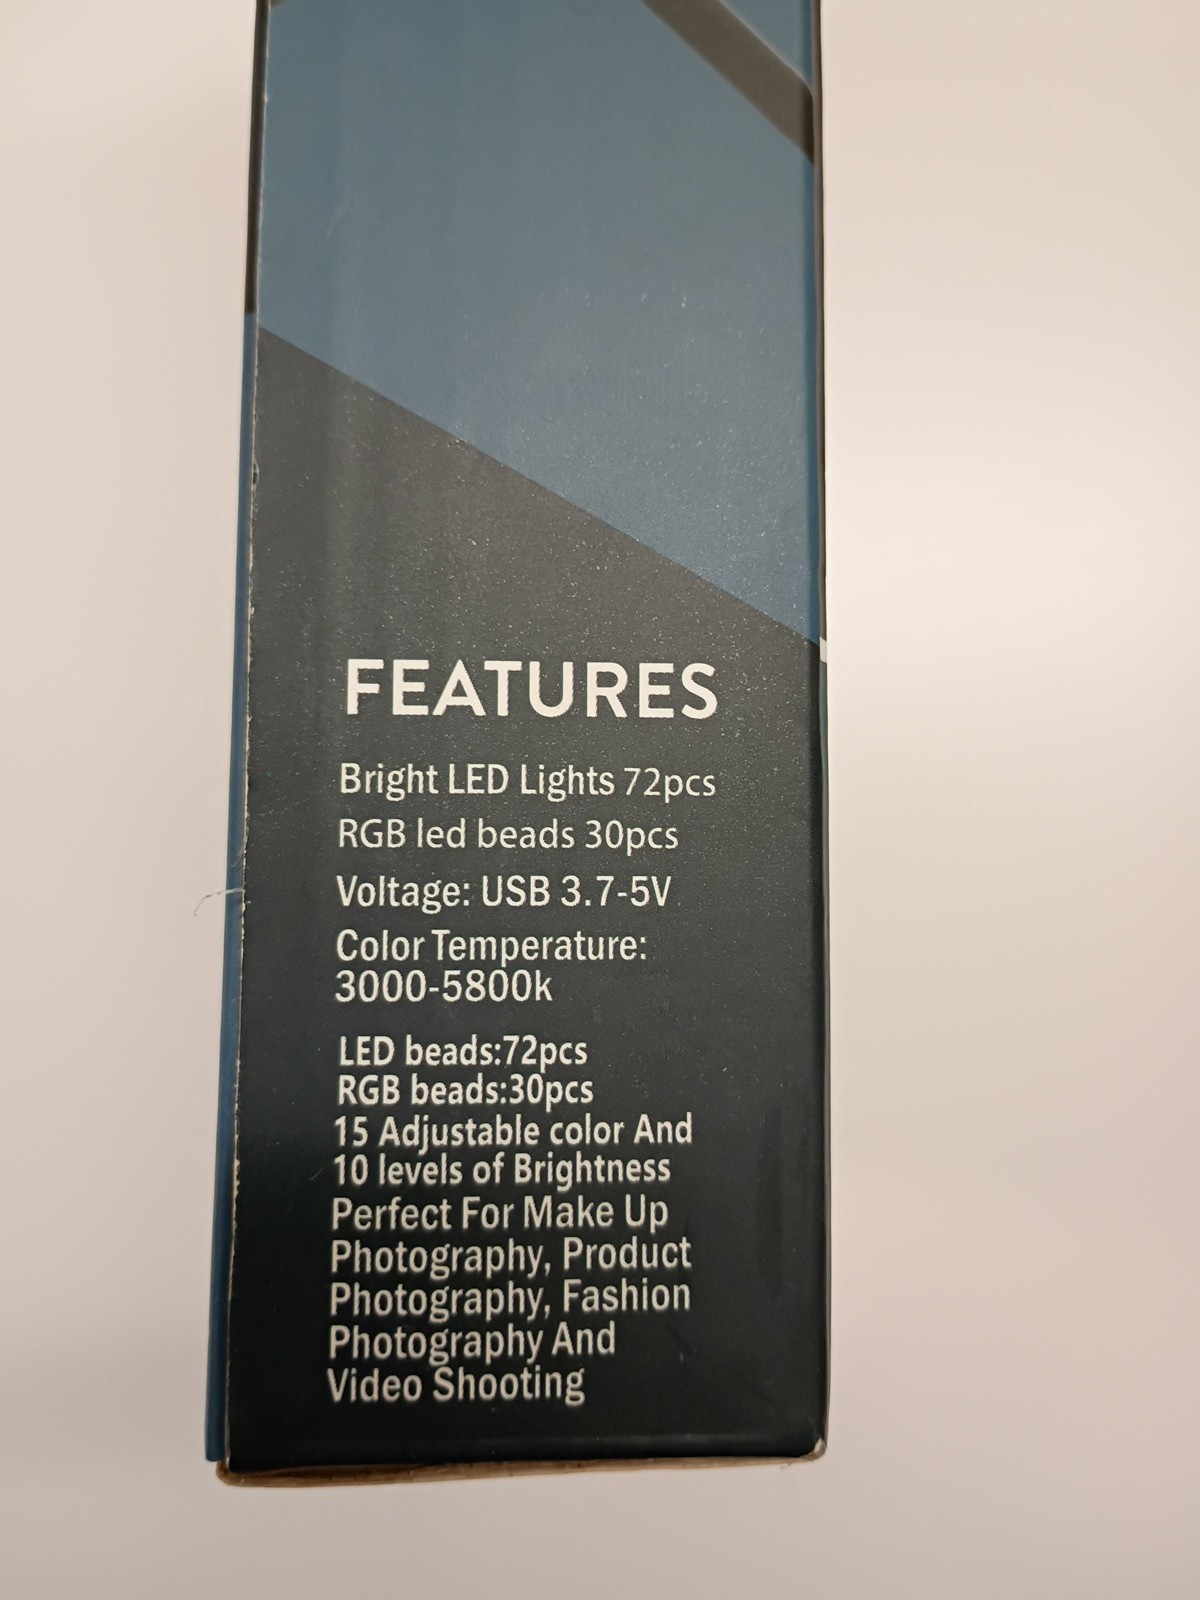 FEATURES
Bright LED Lights 72pcs
RGB led beads 30pcs
Voltage: USB 3.7-5V
Color Temperature:
3000-5800k
LED beads:72pcs
RGB beads:30pcs
15 Adjustable color And
10 levels of Brightness
Perfect For Make Up
Photography, Product
Photography, Fashion
Photography And
Video Shooting